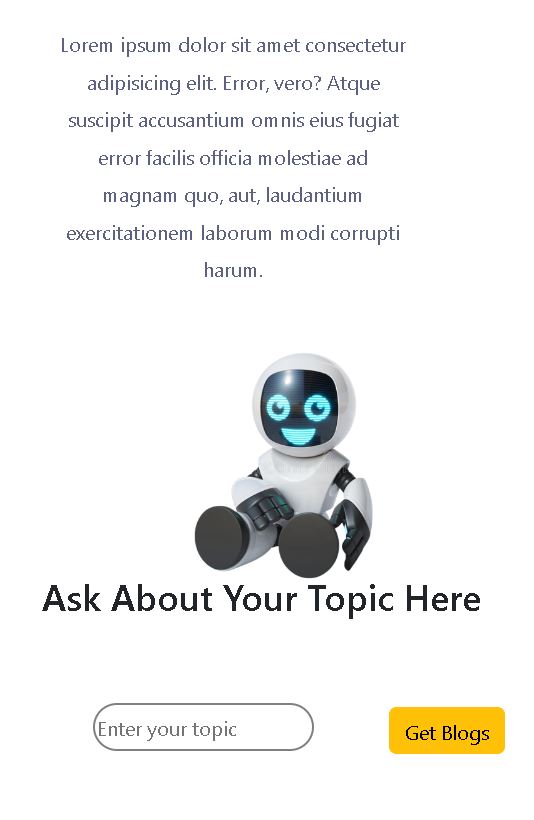 Lorem ipsum dolor sit amet consectetur
adipisicing elit. Error, vero? Atque
suscipit accusantium omnis eius fugiat
error facilis officia molestiae ad
magnam quo, aut, laudantium
exercitationem laborum modi corrupti
harum.
Ask About Your Topic Here
Enter your topic
Get Blogs